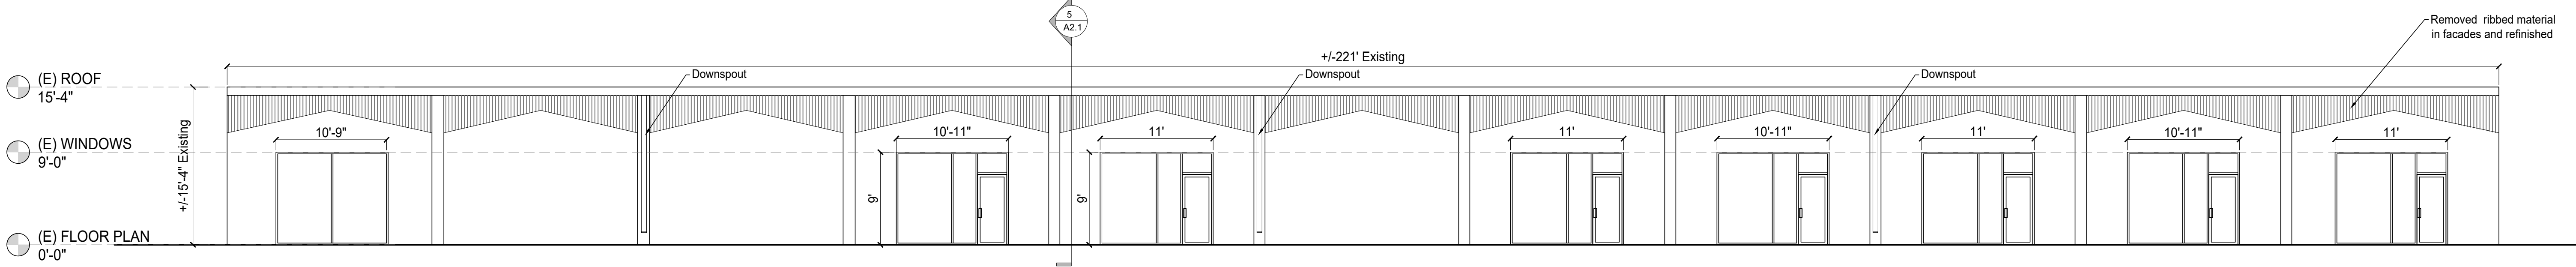 5
A2.1
Removed ribbed material
in facades and refinished
+/-221' Existing
(E) ROOF
15'-4"
Downspout
Downspout
Downspout
+/-15'-4" Existing
10'-9"
10'-11"
11'
11'
10'-11"
11'
10'-11"
11'
(E) WINDOWS
9'-0"
9'
9'
(E) FLOOR PLAN
0'-0"